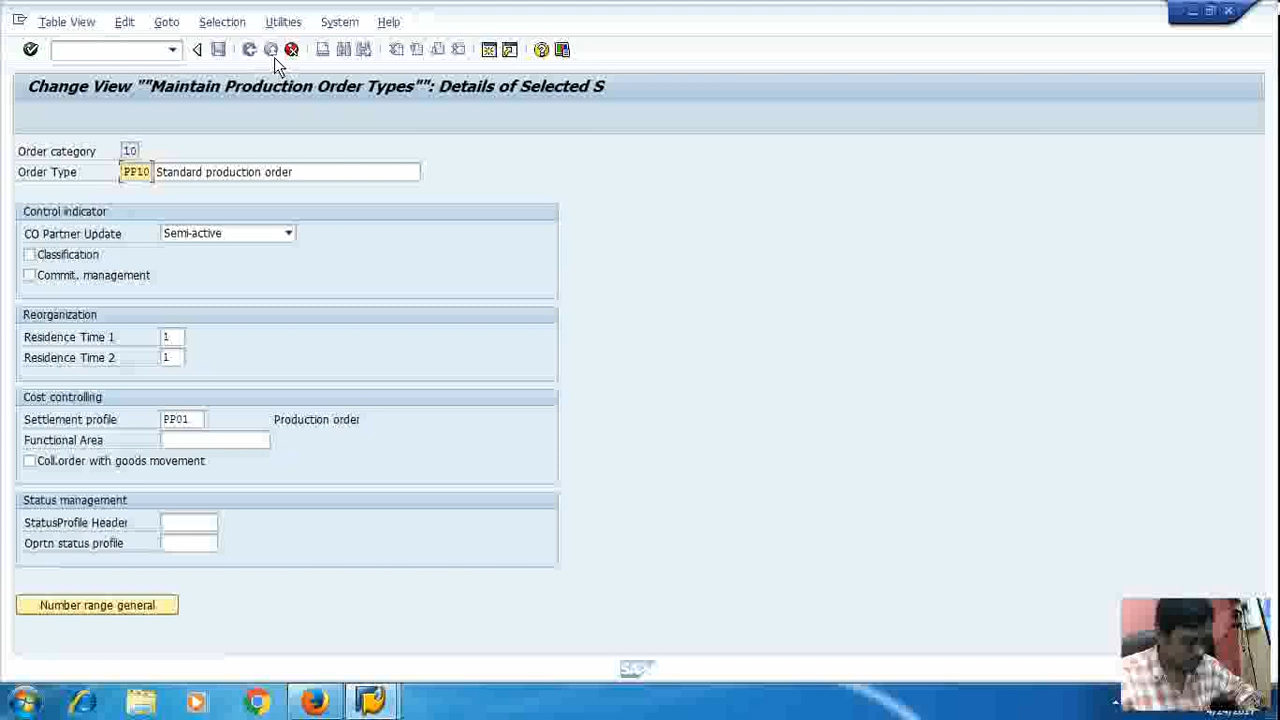 Table View Edit Goto Selection Utilities System Help
Change View ""Maintain Production Order Types"": Details of Selected S
Order category 10
Order Type PP10 Standard production order
Control indicator
CO Partner Update Semi-active
Classification
Commit. management
Reorganization
Residence Time 1 1
Residence Time 2 1
Cost controlling
Settlement profile PP01 Production order
Functional Area
Coll.order with goods movement
Status management
StatusProfile Header
Oprtn status profile
Number range general
SAP